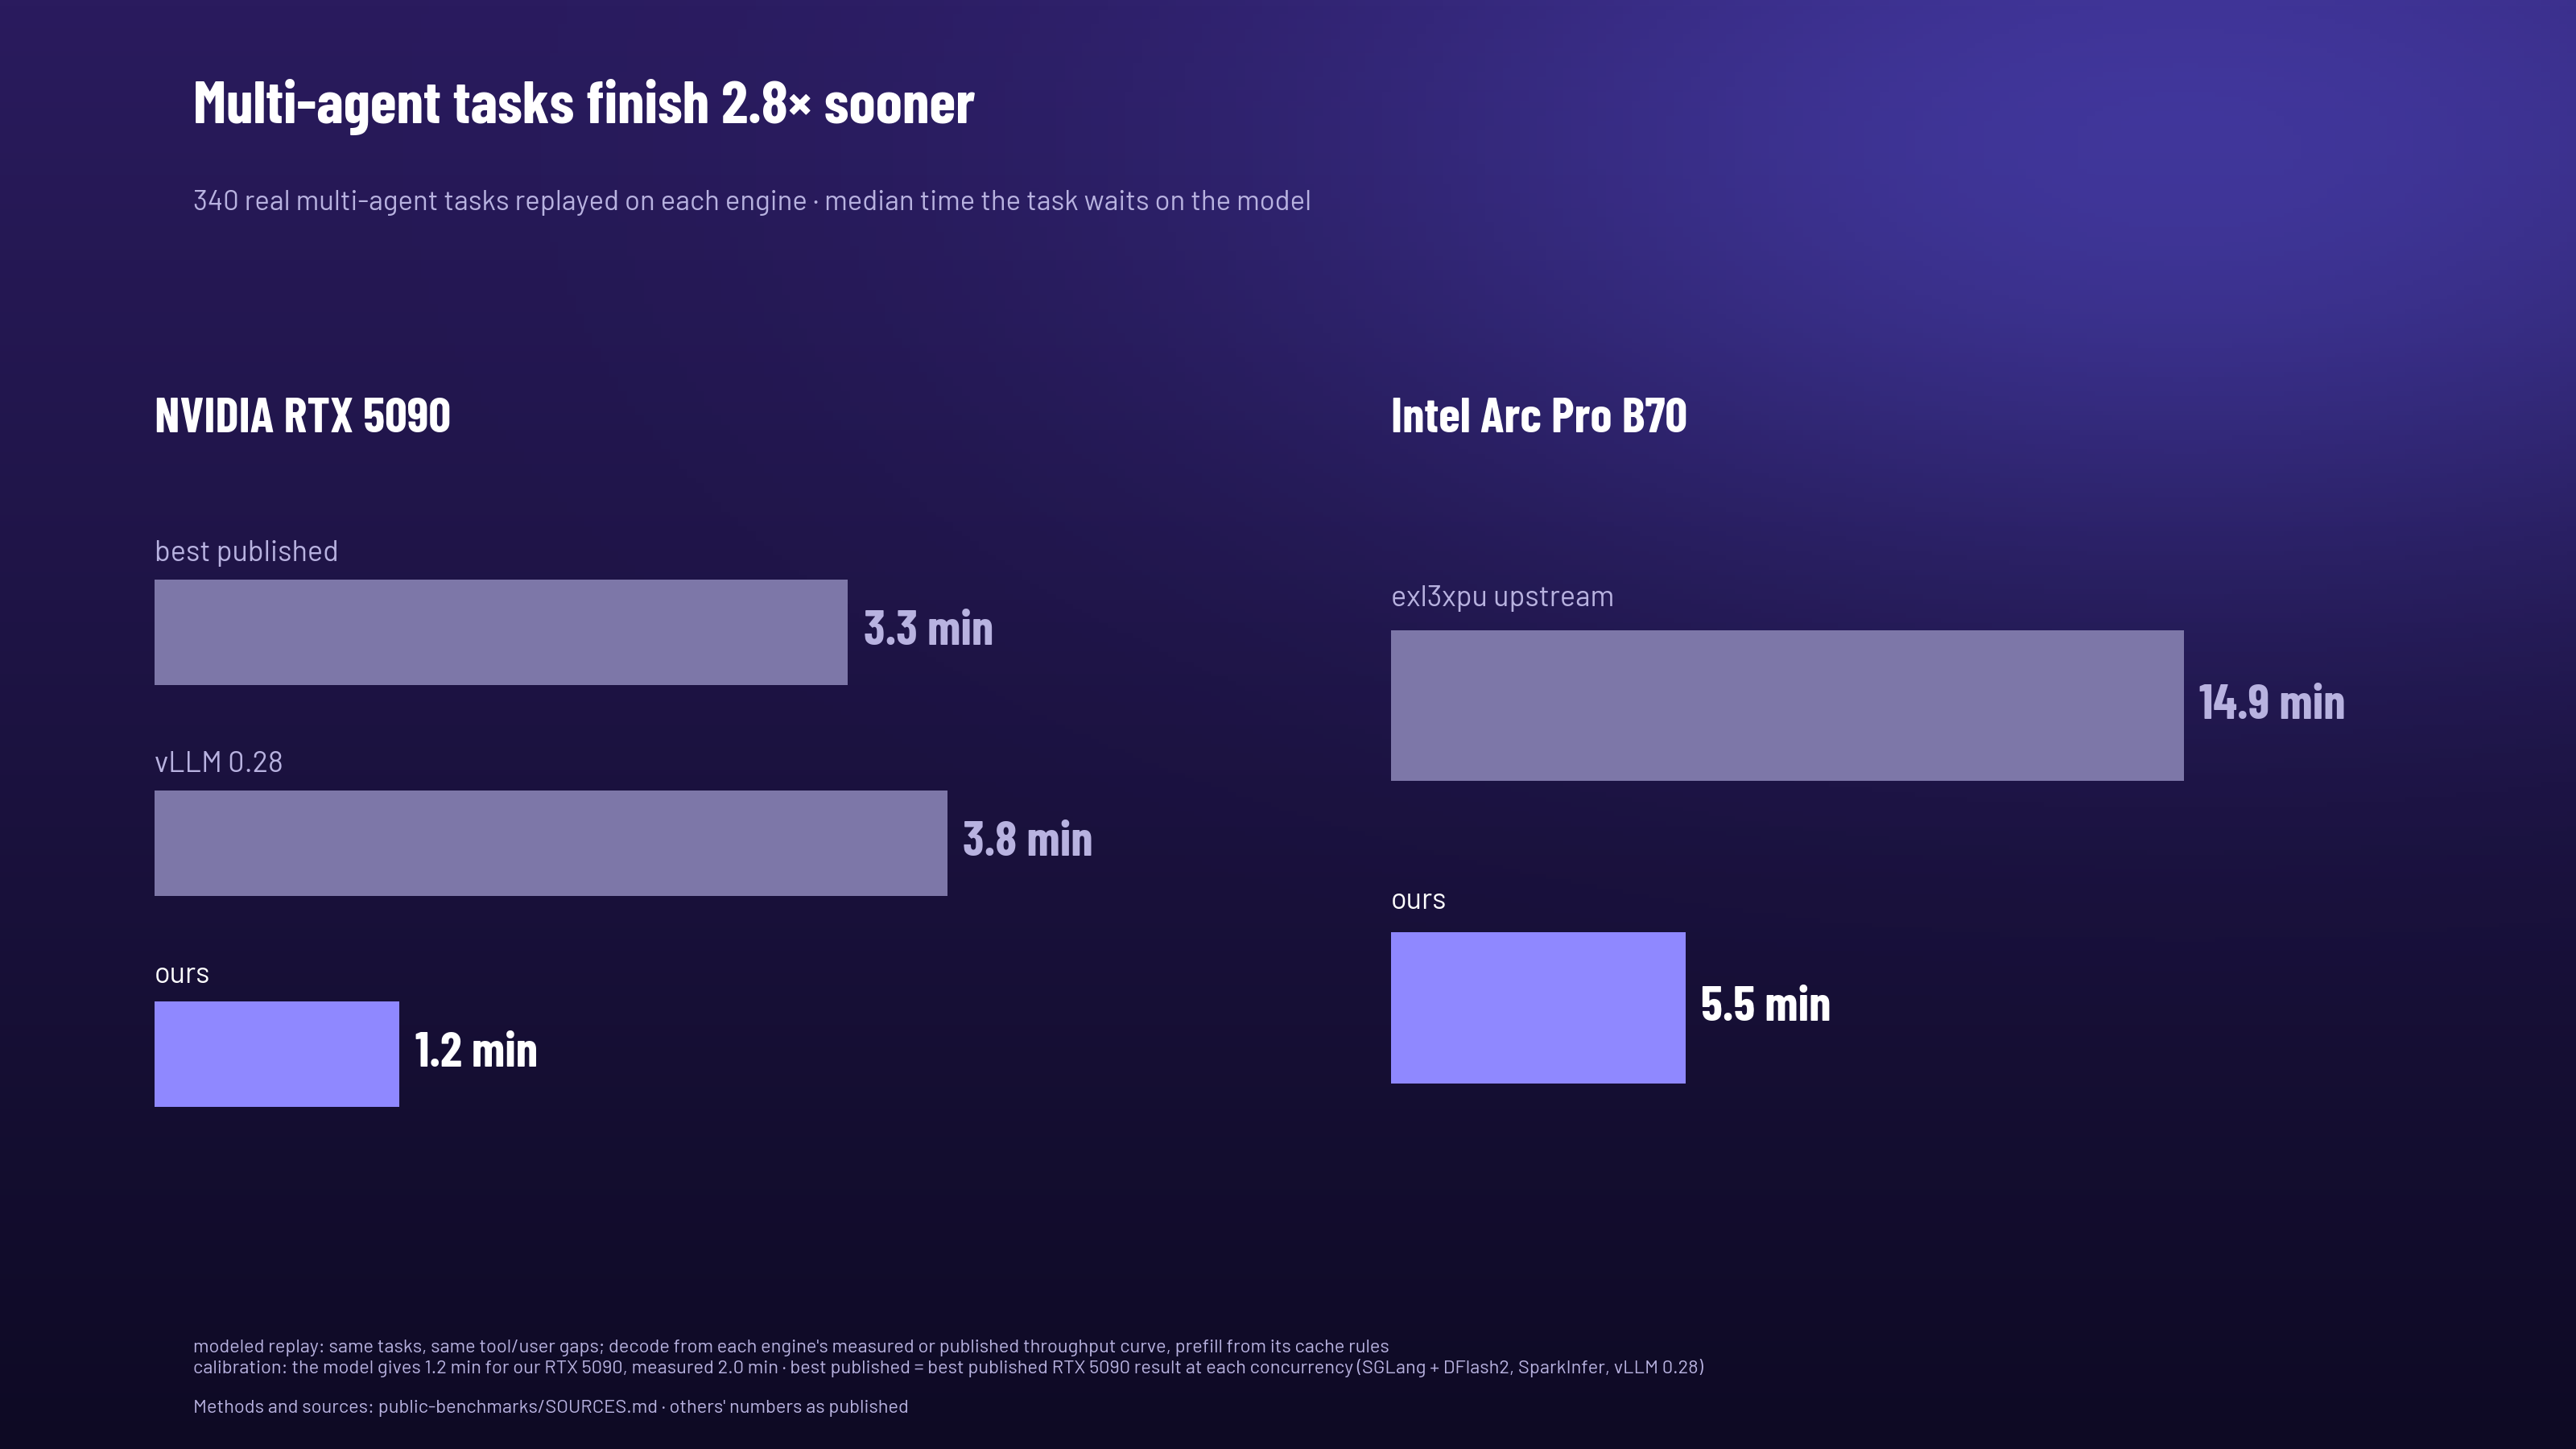 Multi-agent tasks finish 2.8× sooner
340 real multi-agent tasks replayed on each engine · median time the task waits on the model
NVIDIA RTX 5090
best published
3.3 min
vLLM 0.28
3.8 min
ours
1.2 min
Intel Arc Pro B70
exl3xpu upstream
14.9 min
ours
5.5 min
modeled replay: same tasks, same tool/user gaps; decode from each engine's measured or published throughput curve, prefill from its cache rules
calibration: the model gives 1.2 min for our RTX 5090, measured 2.0 min · best published = best published RTX 5090 result at each concurrency (SGLang + DFlash2, SparkInfer, vLLM 0.28)
Methods and sources: public-benchmarks/SOURCES.md · others' numbers as published